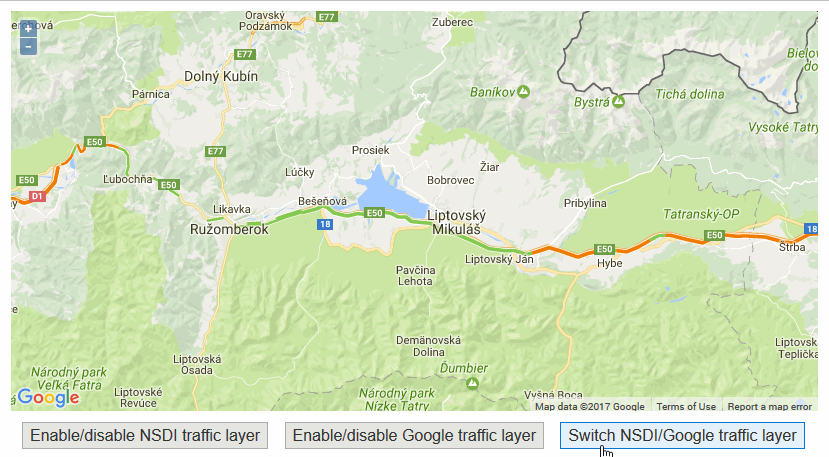 Zuberec
Oravský
Podzámok
E77
E77
Dolný Kubín
Párnica
Baníkov
Bystrá
Tichá dolina
Vysoké Tatry
E50
Prosiek
E77
E50
Ľubochňa
E50
D1
Lúčky
Bobrovec
Žiar
Bešeňová
Pribylina
Likavka
Ružomberok
18
E50
Liptovský
Mikuláš
Tatranský-OP
E50
E50
18
Štrba
Liptovský Ján
Hybe
Pavčina
Lehota
Demänovská
Dolina
Ďumbier
Liptovská
Osada
Národný park
Veľká Fatra
Liptovské
Revúce
Národný park
Nízke Tatry
Vyšná Boca
Liptovsk
Teplička
Google
Map data ©2017 Google
Terms of Use
Report a map error
Enable/disable NSDI traffic layer
Enable/disable Google traffic layer
Switch NSDI/Google traffic layer